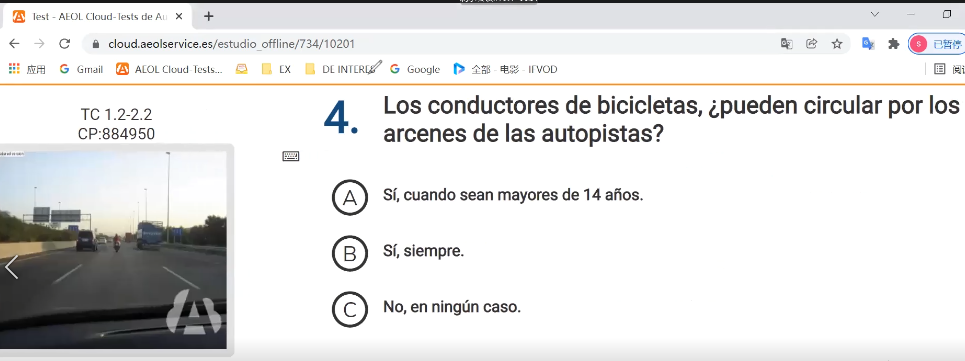 Test - AEOL Cloud-Tests de Au
cloud.aeolservice.es/estudio_offline/734/10201
已暂停
应用
Gmail
AEOL Cloud-Tests...
EX
DE INTERES
Google
全部 - 电影 - IFVOD
TC 1.2-2.2
CP:884950
4.
Los conductores de bicicletas, ¿pueden circular por los
arcenes de las autopistas?
A Sí, cuando sean mayores de 14 años.
B Sí, siempre.
C No, en ningún caso.